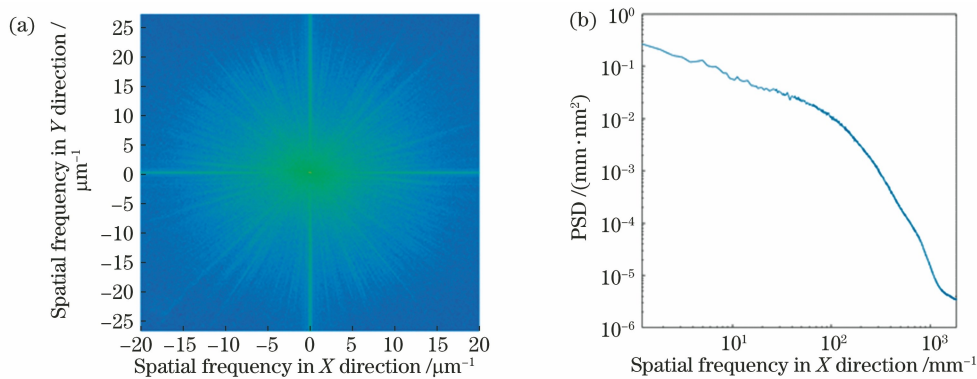 (a)
Spatial frequency in Y direction /
μm⁻¹
25
20
15
10
5
0
−5
−10
−15
−20
−25
−20 −15 −10 −5 0 5 10 15 20
Spatial frequency in X direction /μm⁻¹
(b)
PSD /(mm·nm²)
10⁰
10⁻¹
10⁻²
10⁻³
10⁻⁴
10⁻⁵
10⁻⁶
10¹ 10² 10³
Spatial frequency in X direction /mm⁻¹